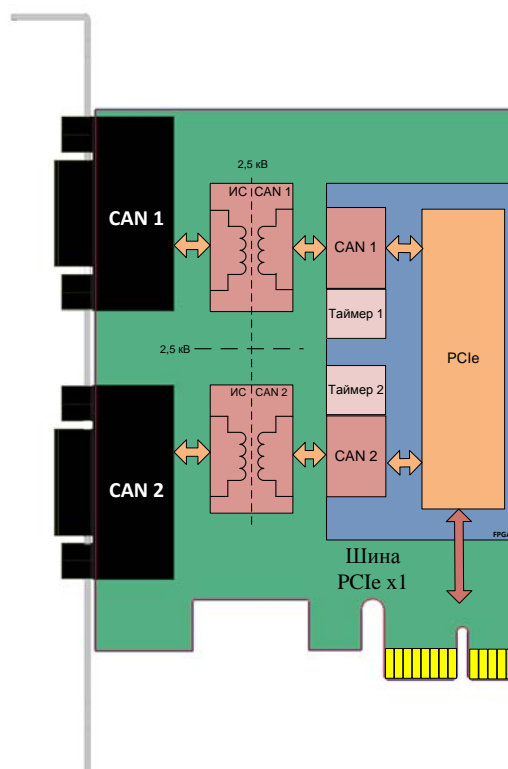 2,5 кВ
CAN 1
ИС CAN 1
CAN 1
Таймер 1
PCIe
2,5 кВ
Таймер 2
ИС CAN 2
CAN 2
CAN 2
FPGA
Шина
PCIe x1